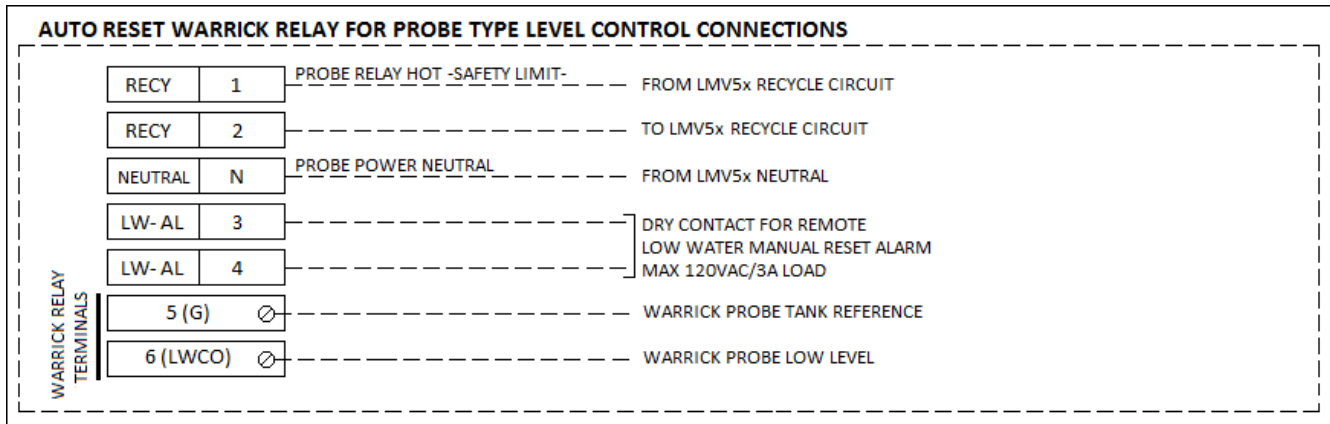 AUTO RESET WARRICK RELAY FOR PROBE TYPE LEVEL CONTROL CONNECTIONS
RECY 1 PROBE RELAY HOT -SAFETY LIMIT- FROM LMV5x RECYCLE CIRCUIT
RECY 2 TO LMV5x RECYCLE CIRCUIT
NEUTRAL N PROBE POWER NEUTRAL FROM LMV5x NEUTRAL
LW- AL 3
LW- AL 4
DRY CONTACT FOR REMOTE
LOW WATER MANUAL RESET ALARM
MAX 120VAC/3A LOAD
WARRICK RELAY
TERMINALS
5 (G) WARRICK PROBE TANK REFERENCE
6 (LWCO) WARRICK PROBE LOW LEVEL